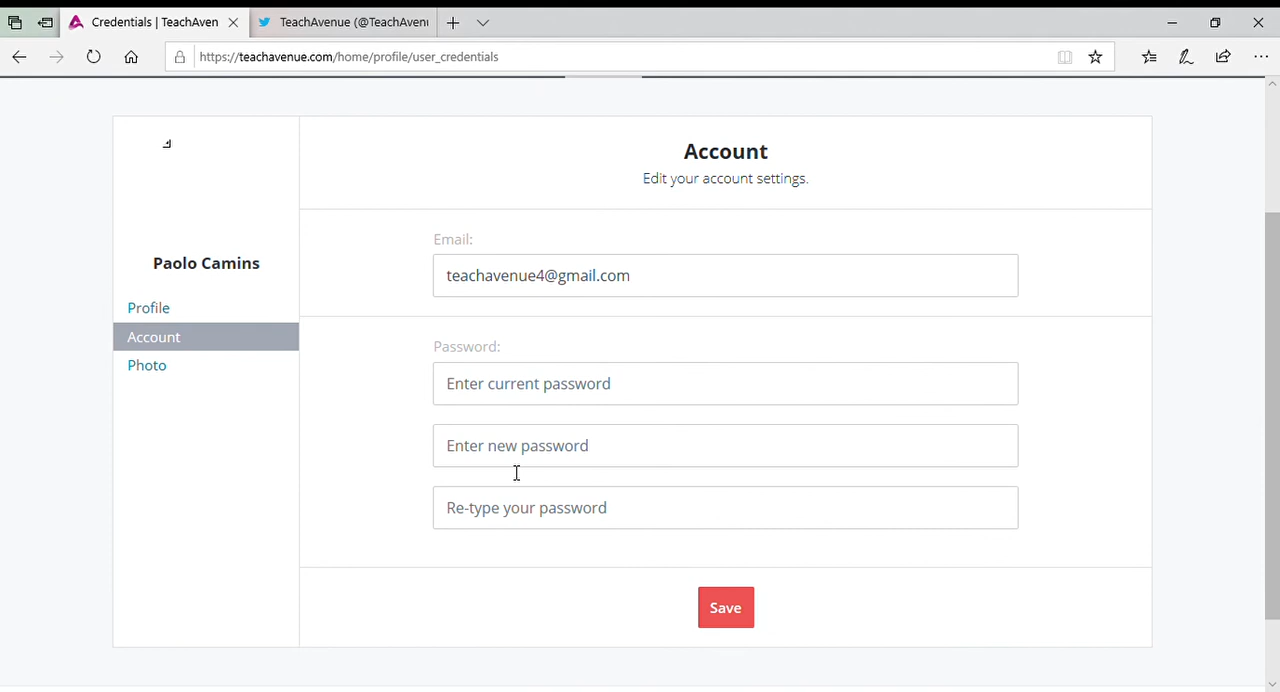 Credentials | TeachAven
TeachAvenue (@TeachAvenu
https://teachavenue.com/home/profile/user_credentials
Account
Edit your account settings.
Paolo Camins
Profile
Account
Photo
Email:
teachavenue4@gmail.com
Password:
Enter current password
Enter new password
Re-type your password
Save